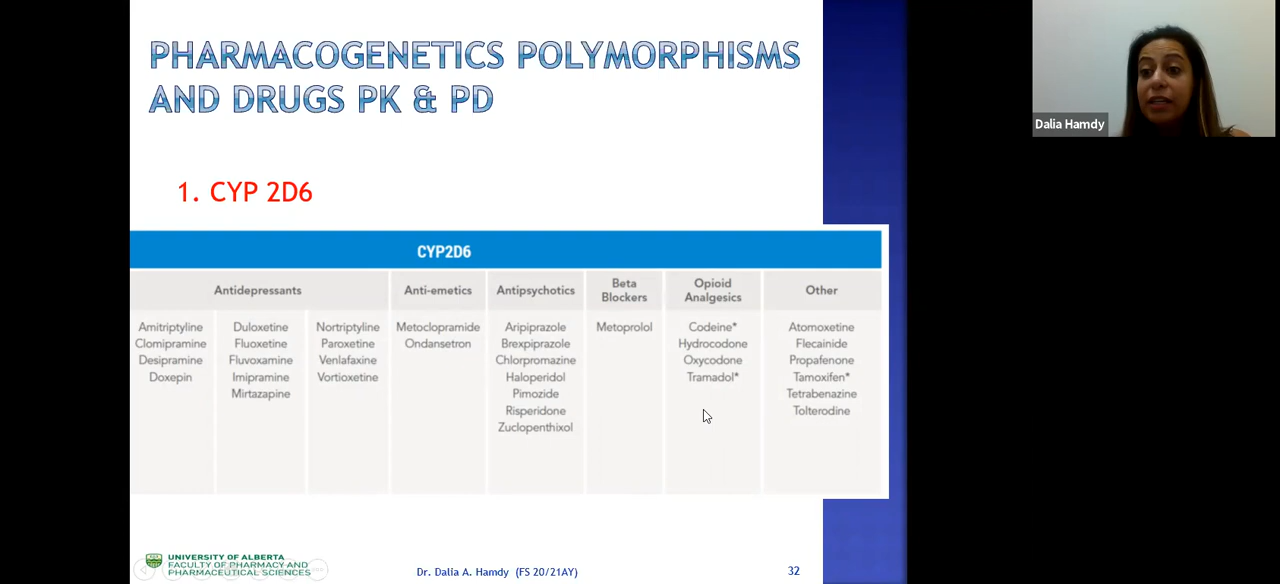 PHARMACOGENETICS POLYMORPHISMS
AND DRUGS PK & PD
Dalia Hamdy
1. CYP 2D6
CYP2D6
Antidepressants
Anti-emetics
Antipsychotics
Beta
Blockers
Opioid
Analgesics
Other
Amitriptyline
Clomipramine
Desipramine
Doxepin
Duloxetine
Fluoxetine
Fluvoxamine
Imipramine
Mirtazapine
Nortriptyline
Paroxetine
Venlafaxine
Vortioxetine
Metoclopramide
Ondansetron
Aripiprazole
Brexpiprazole
Chlorpromazine
Haloperidol
Pimozide
Risperidone
Zuclopenthixol
Metoprolol
Codeine*
Hydrocodone
Oxycodone
Tramadol*
Atomoxetine
Flecainide
Propafenone
Tamoxifen*
Tetrabenazine
Tolterodine
UNIVERSITY OF ALBERTA
FACULTY OF PHARMACY AND
PHARMACEUTICAL SCIENCES
Dr. Dalia A. Hamdy (FS 20/21AY)
32